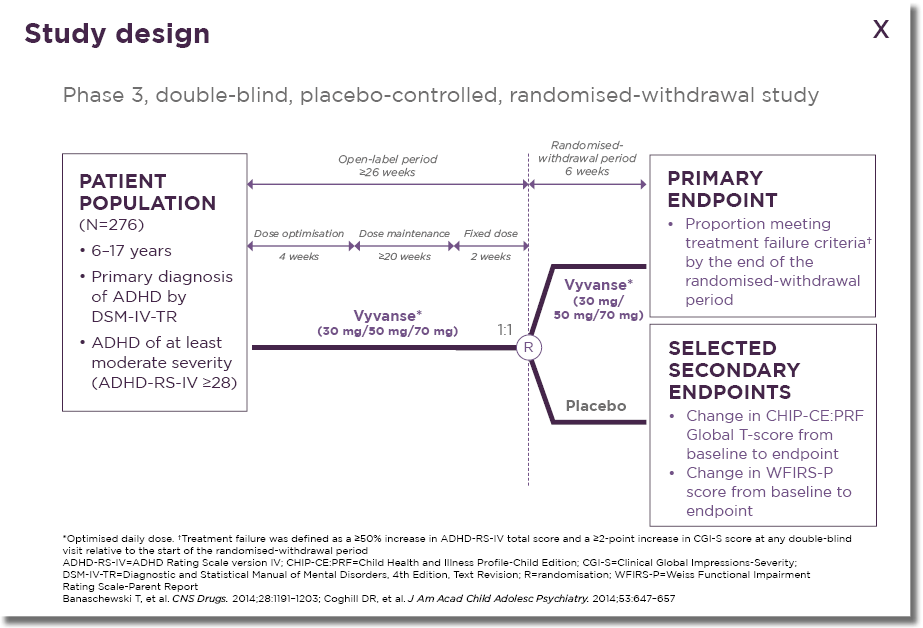 Study design
X
Phase 3, double-blind, placebo-controlled, randomised-withdrawal study
PATIENT
POPULATION
(N=276)
• 6–17 years
• Primary diagnosis
of ADHD by
DSM-IV-TR
• ADHD of at least
moderate severity
(ADHD-RS-IV ≥28)
Open-label period
≥26 weeks
Randomised-
withdrawal period
6 weeks
Dose optimisation
4 weeks
Dose maintenance
≥20 weeks
Fixed dose
2 weeks
Vyvanse*
(30 mg/50 mg/70 mg)
1:1
R
Vyvanse*
(30 mg/
50 mg/70 mg)
Placebo
PRIMARY
ENDPOINT
• Proportion meeting
treatment failure criteria†
by the end of the
randomised-withdrawal
period
SELECTED
SECONDARY
ENDPOINTS
• Change in CHIP-CE:PRF
Global T-score from
baseline to endpoint
• Change in WFIRS-P
score from baseline to
endpoint
*Optimised daily dose. †Treatment failure was defined as a ≥50% increase in ADHD-RS-IV total score and a ≥2-point increase in CGI-S score at any double-blind
visit relative to the start of the randomised-withdrawal period
ADHD-RS-IV=ADHD Rating Scale version IV; CHIP-CE:PRF=Child Health and Illness Profile-Child Edition; CGI-S=Clinical Global Impressions-Severity;
DSM-IV-TR=Diagnostic and Statistical Manual of Mental Disorders, 4th Edition, Text Revision; R=randomisation; WFIRS-P=Weiss Functional Impairment
Rating Scale-Parent Report
Banaschewski T, et al. CNS Drugs. 2014;28:1191–1203; Coghill DR, et al. J Am Acad Child Adolesc Psychiatry. 2014;53:647–657